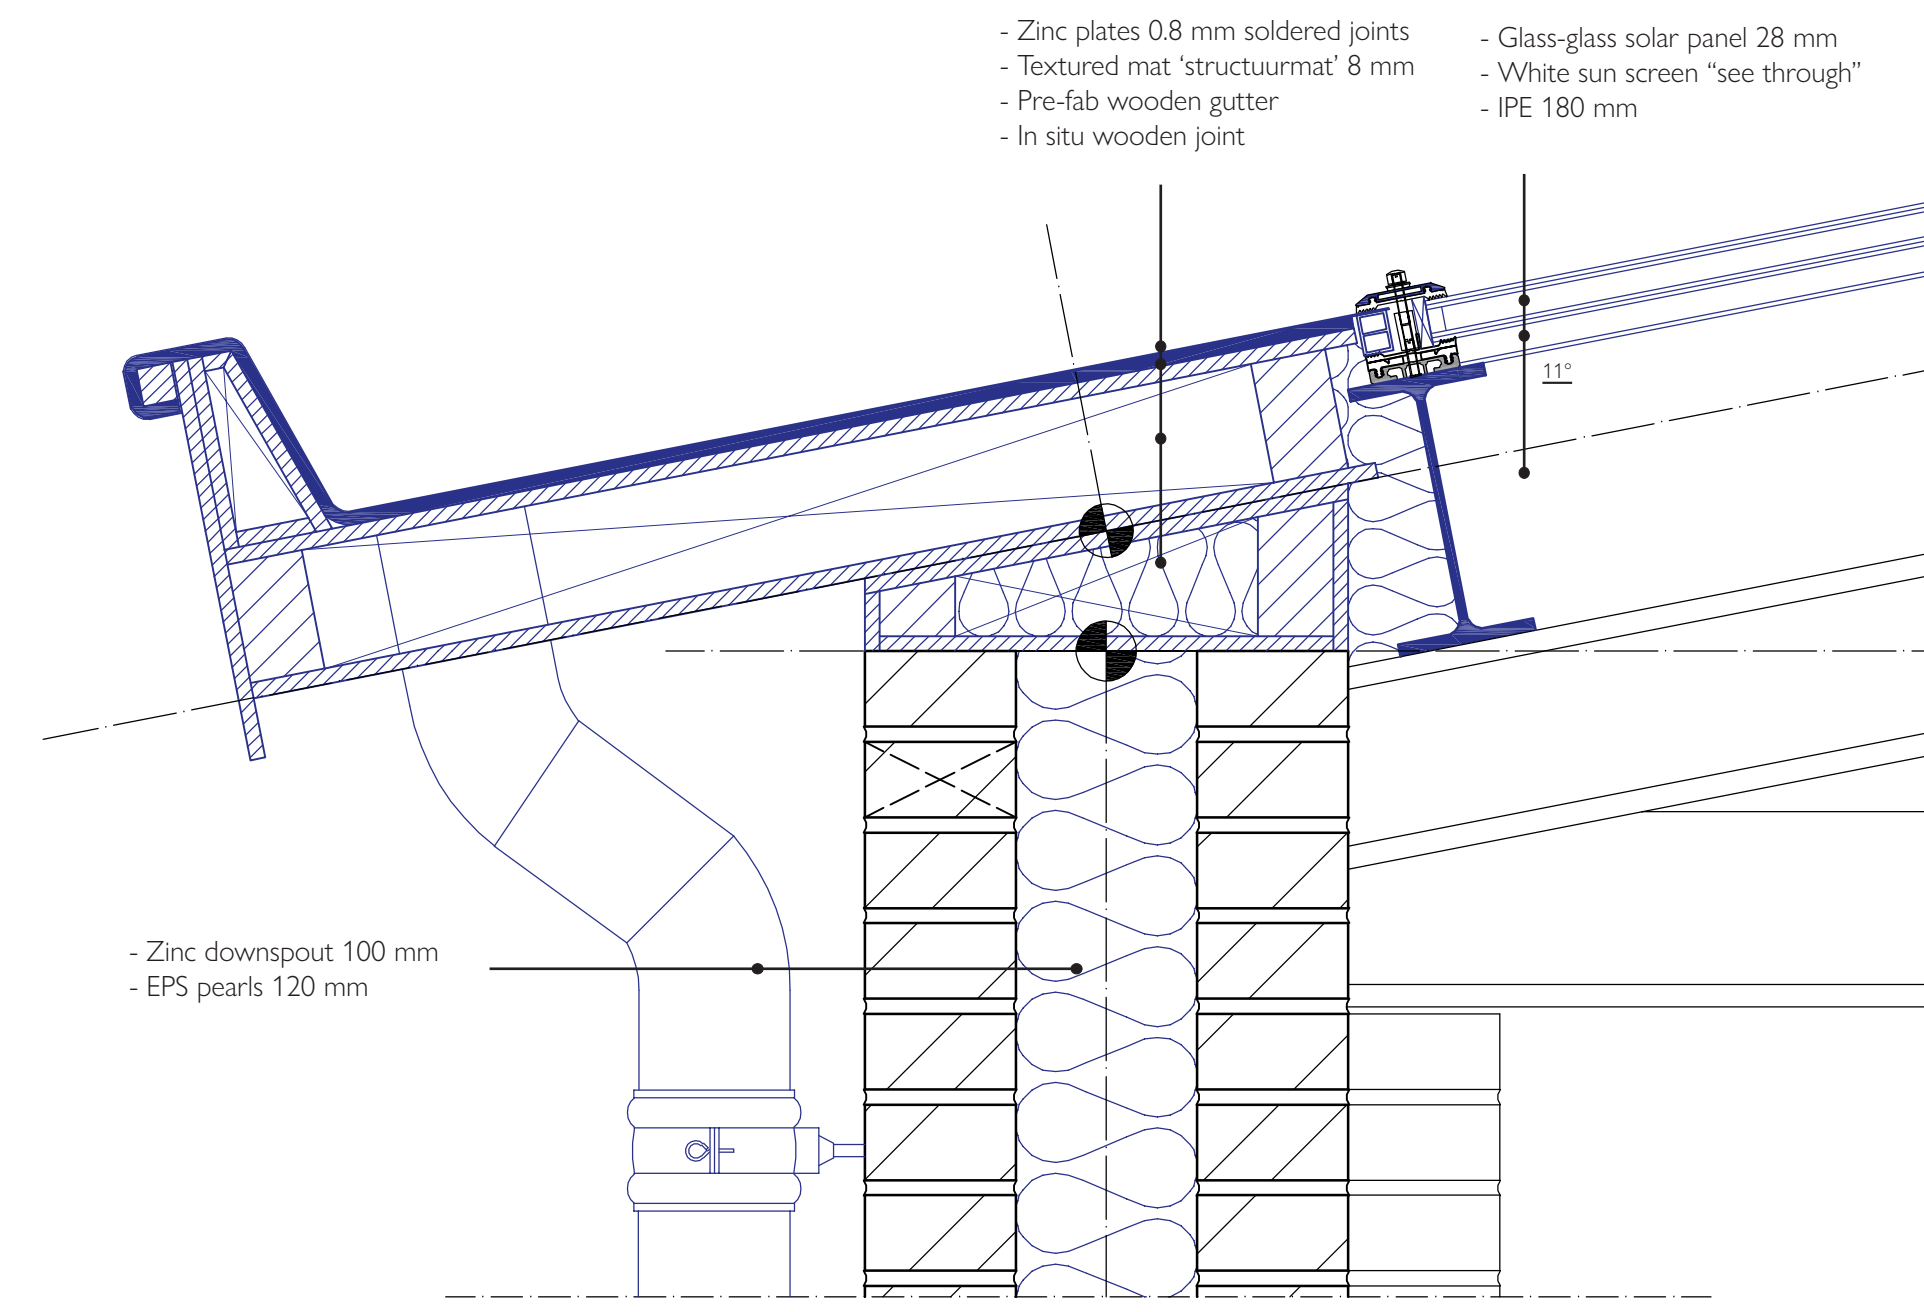 - Zinc plates 0.8 mm soldered joints
- Textured mat ‘structuurmat’ 8 mm
- Pre-fab wooden gutter
- In situ wooden joint
- Glass-glass solar panel 28 mm
- White sun screen “see through”
- IPE 180 mm
11°
- Zinc downspout 100 mm
- EPS pearls 120 mm